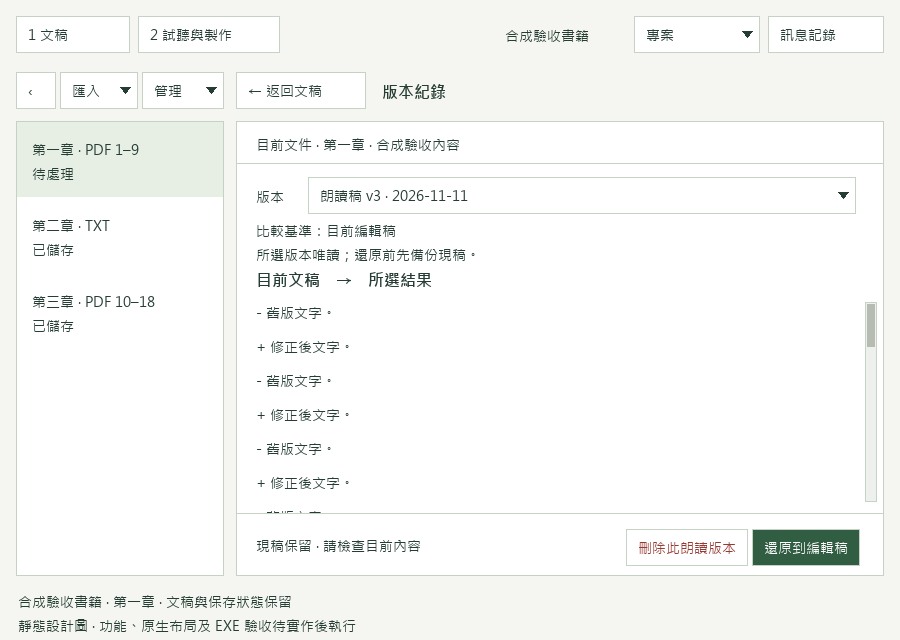 1 文稿
2 試聽與製作
合成驗收書籍
專案
訊息記錄
‹
匯入
管理
← 返回文稿
版本紀錄
第一章 · PDF 1–9
待處理
第二章 · TXT
已儲存
第三章 · PDF 10–18
已儲存
目前文件 · 第一章 · 合成驗收內容
版本
朗讀稿 v3 · 2026-11-11
比較基準：目前編輯稿
所選版本唯讀；還原前先備份現稿。
目前文稿 → 所選結果
- 舊版文字。
+ 修正後文字。
- 舊版文字。
+ 修正後文字。
- 舊版文字。
+ 修正後文字。
現稿保留 · 請檢查目前內容
刪除此朗讀版本
還原到編輯稿
合成驗收書籍 · 第一章 · 文稿與保存狀態保留
靜態設計圖 · 功能、原生布局及 EXE 驗收待實作後執行